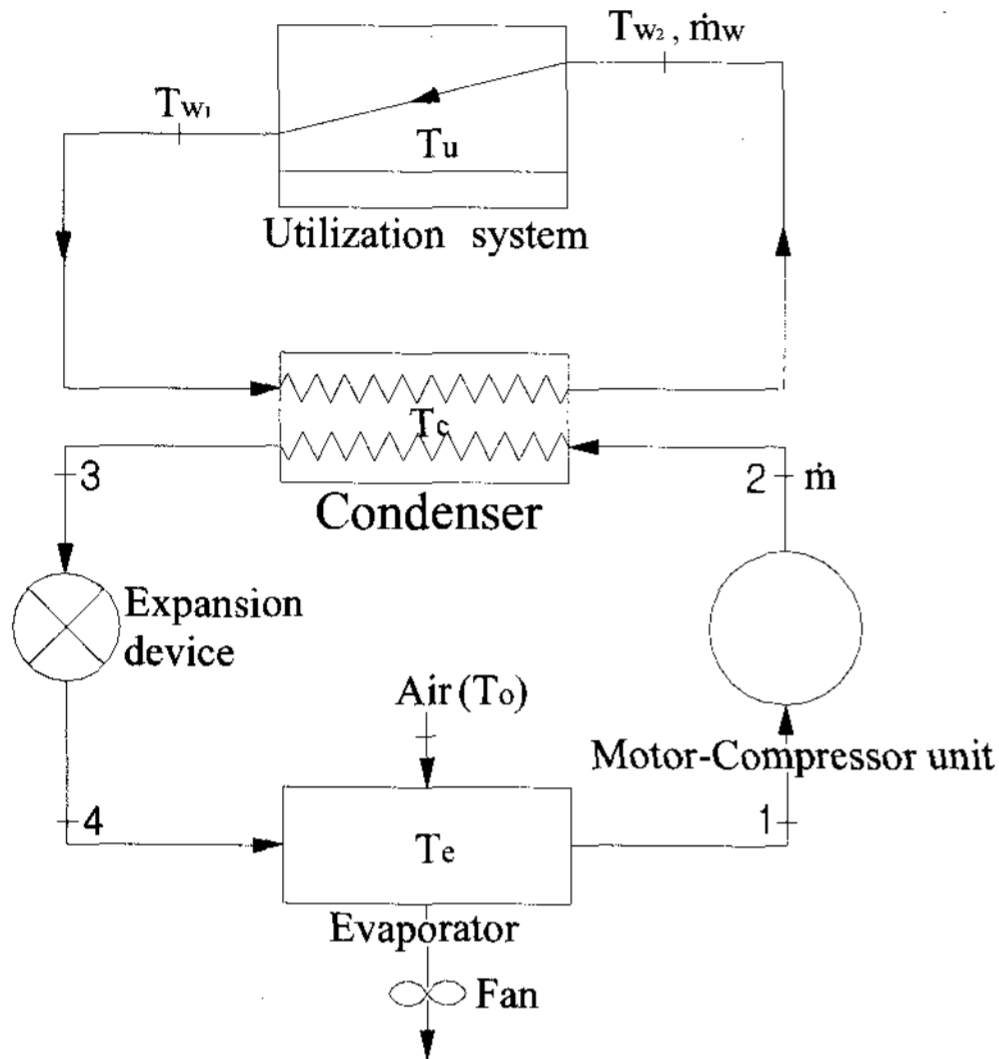 Tw₂ , ṁw
Tw₁
Tu
Utilization system
Tc
Condenser
3
2
ṁ
Expansion
device
Air (To)
Motor-Compressor unit
4
1
Te
Evaporator
Fan